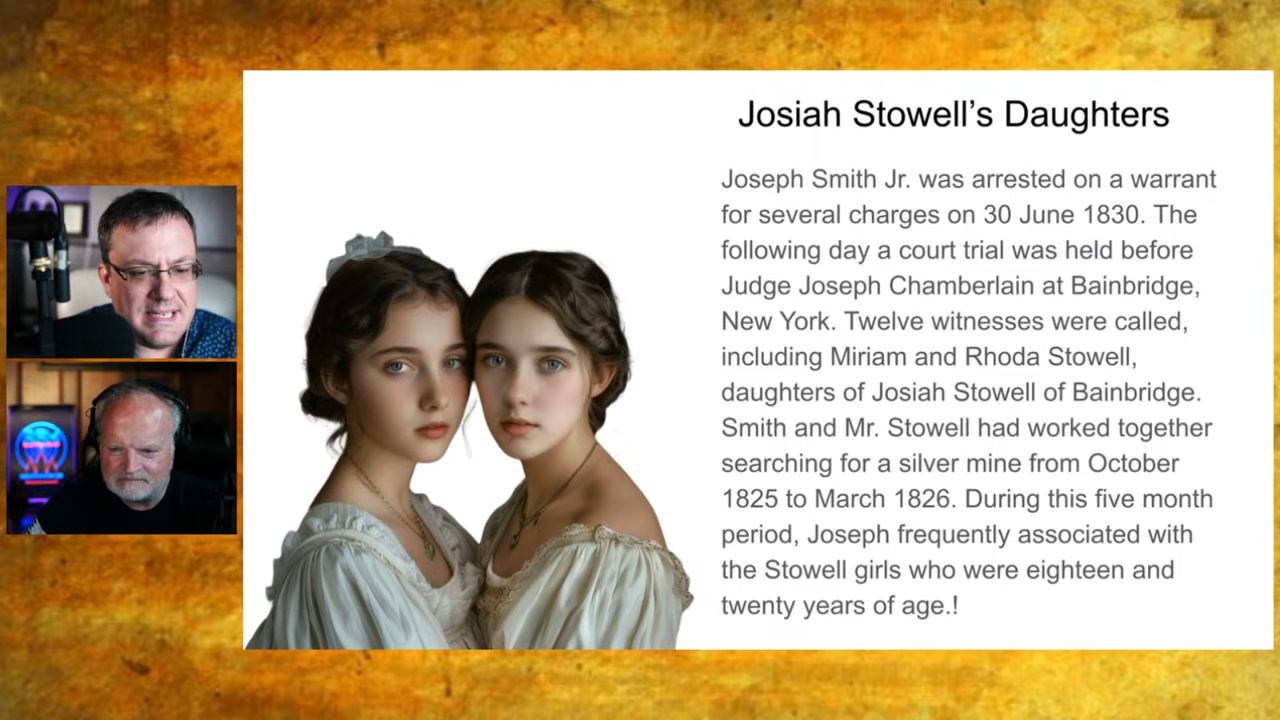 Josiah Stowell’s Daughters
Joseph Smith Jr. was arrested on a warrant
for several charges on 30 June 1830. The
following day a court trial was held before
Judge Joseph Chamberlain at Bainbridge,
New York. Twelve witnesses were called,
including Miriam and Rhoda Stowell,
daughters of Josiah Stowell of Bainbridge.
Smith and Mr. Stowell had worked together
searching for a silver mine from October
1825 to March 1826. During this five month
period, Joseph frequently associated with
the Stowell girls who were eighteen and
twenty years of age.!